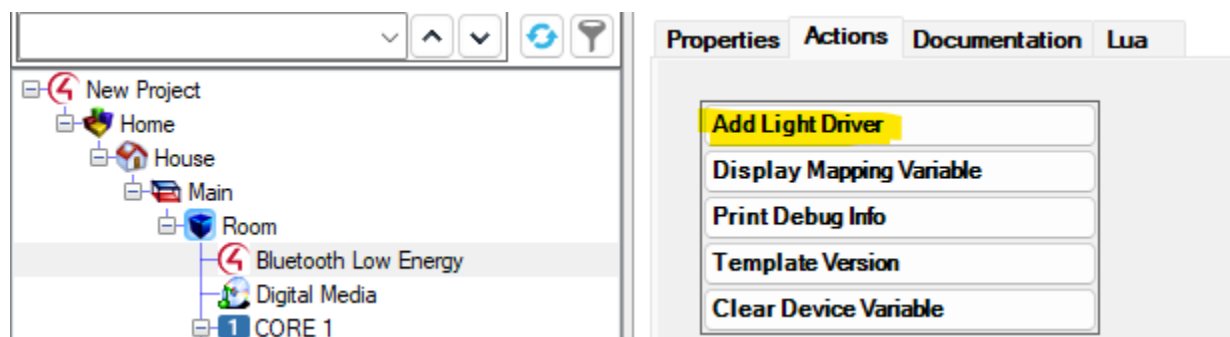 Properties Actions Documentation Lua
New Project
Home
House
Main
Room
Bluetooth Low Energy
Digital Media
1 CORE 1
Add Light Driver
Display Mapping Variable
Print Debug Info
Template Version
Clear Device Variable